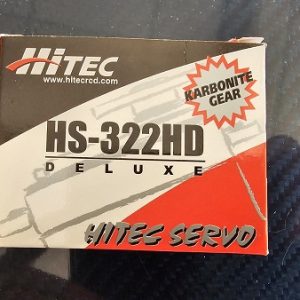 HiTEC
www.hitecrcd.com
KARBONITE
GEAR
HS-322HD
DELUXE
HITEC SERVO